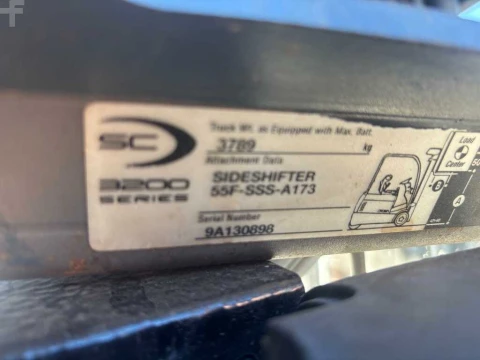 SC
3200
SERIES
Truck Wt. as Equipped with Max. Batt.
3789 kg
Attachment Data
SIDESHIFTER
55F-SSS-A173
Serial Number
9A130898
Load
Center
A